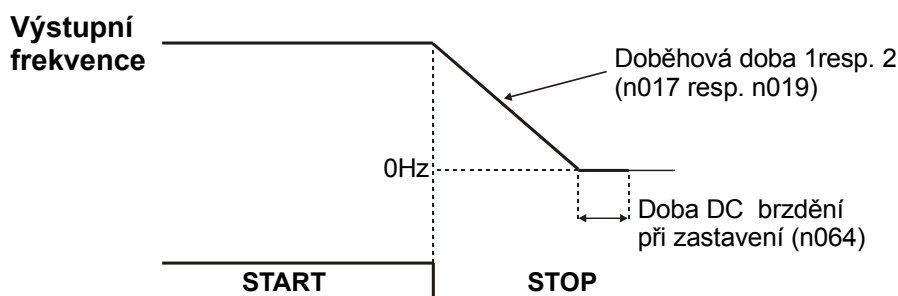 Výstupní
frekvence
Doběhová doba 1resp. 2
(n017 resp. n019)
0Hz
Doba DC brzdění
při zastavení (n064)
START
STOP